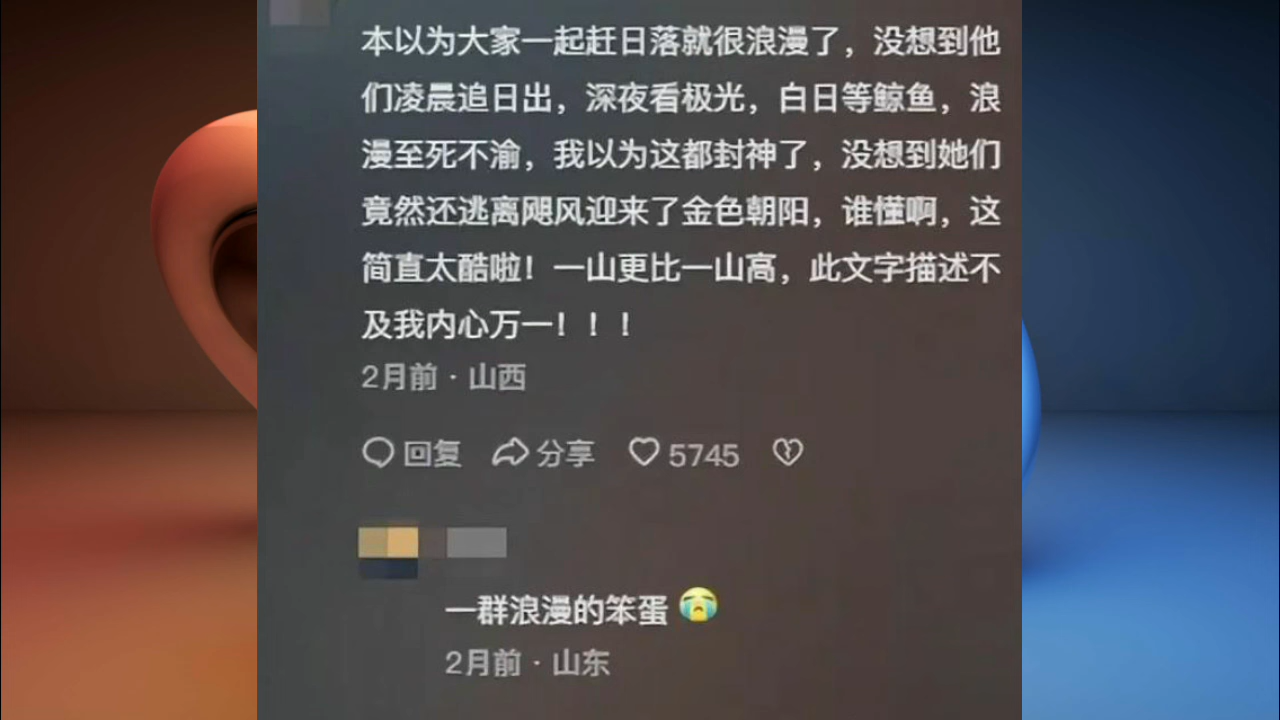 本以为大家一起赶日落就很浪漫了，没想到他
们凌晨追日出，深夜看极光，白日等鲸鱼，浪
漫至死不渝，我以为这都封神了，没想到她们
竟然还逃离飓风迎来了金色朝阳，谁懂啊，这
简直太酷啦！一山更比一山高，此文字描述不
及我内心万一！！！
2月前 · 山西
回复 分享 5745
一群浪漫的笨蛋 😭
2月前 · 山东